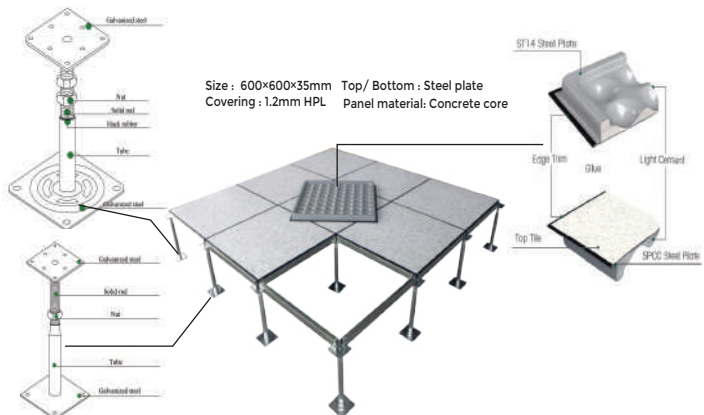 Galvanized steel
Nut
Solid rod
Black rubber
Tube
Galvanized steel
Galvanized steel
Solid rod
Nut
Tube
Galvanized steel
Size : 600×600×35mm Top/ Bottom : Steel plate
Covering : 1.2mm HPL Panel material: Concrete core
ST14 Steel Plate
Edge Trim
Glue
Light Cement
Top Tile
SPCC Steel Plate